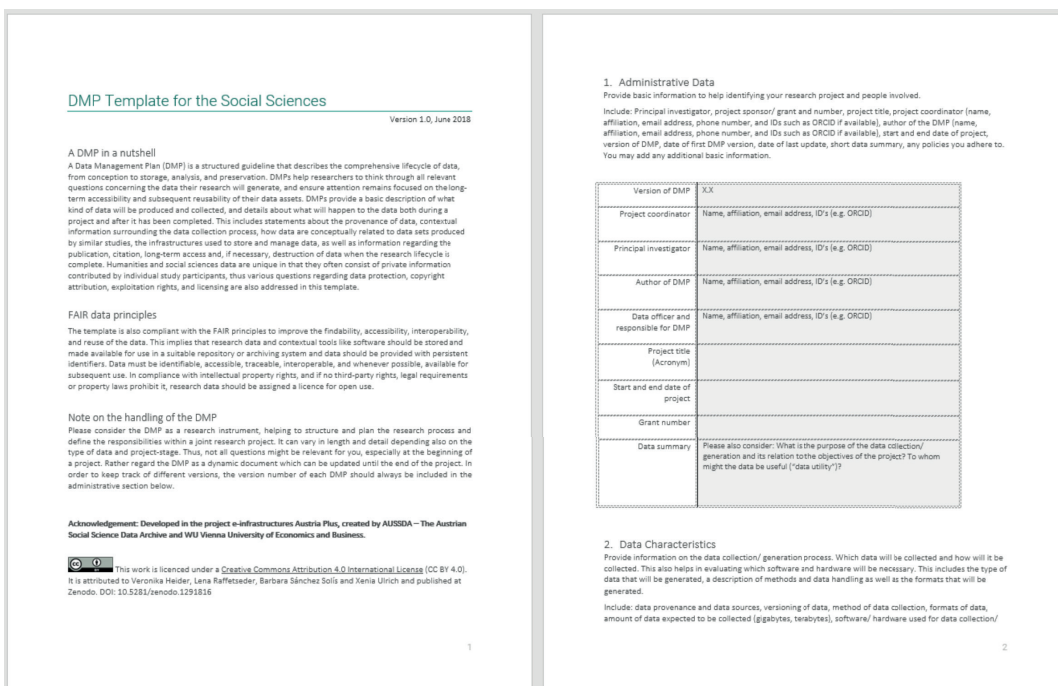 DMP Template for the Social Sciences
Version 1.0, June 2018
A DMP in a nutshell
A Data Management Plan (DMP) is a structured guideline that describes the comprehensive lifecycle of data,
from conception to storage, analysis, and preservation. DMPs help researchers to think through all relevant
questions concerning the data their research will generate, and ensure attention remains focused on the long-
term accessibility and subsequent reusability of their data assets. DMPs provide a basic description of what
kind of data will be produced and collected, and details about what will happen to the data both during a
project and after it has been completed. This includes statements about the provenance of data, contextual
information surrounding the data collection process, how data are conceptually related to data sets produced
by similar studies, the infrastructures used to store and manage data, as well as information regarding the
publication, citation, long-term access and, if necessary, destruction of data when the research lifecycle is
complete. Humanities and social sciences data are unique in that they often consist of private information
contributed by individual study participants, thus various questions regarding data protection, copyright
attribution, exploitation rights, and licensing are also addressed in this template.
FAIR data principles
The template is also compliant with the FAIR principles to improve the findability, accessibility, interoperability,
and reuse of the data. This implies that research data and contextual tools like software should be stored and
made available for use in a suitable repository or archiving system and data should be provided with persistent
identifiers. Data must be identifiable, accessible, traceable, interoperable, and whenever possible, available for
subsequent use. In compliance with intellectual property rights, and if no third-party rights, legal requirements
or property laws prohibit it, research data should be assigned a licence for open use.
Note on the handling of the DMP
Please consider the DMP as a research instrument, helping to structure and plan the research process and
define the responsibilities within a joint research project. It can vary in length and detail depending also on the
type of data and project-stage. Thus, not all questions might be relevant for you, especially at the beginning of
a project. Rather regard the DMP as a dynamic document which can be updated until the end of the project. In
order to keep track of different versions, the version number of each DMP should always be included in the
administrative section below.
Acknowledgement: Developed in the project e-infrastructures Austria Plus, created by AUSSDA – The Austrian
Social Science Data Archive and WU Vienna University of Economics and Business.
cc BY This work is licenced under a Creative Commons Attribution 4.0 International License (CC BY 4.0).
It is attributed to Veronika Heider, Lena Raffetseder, Barbara Sánchez Solís and Xenia Ulrich and published at
Zenodo. DOI: 10.5281/zenodo.1291816
1
1. Administrative Data
Provide basic information to help identifying your research project and people involved.
Include: Principal investigator, project sponsor/ grant and number, project title, project coordinator (name,
affiliation, email address, phone number, and IDs such as ORCID if available), author of the DMP (name,
affiliation, email address, phone number, and IDs such as ORCID if available), start and end date of project,
version of DMP, date of first DMP version, date of last update, short data summary, any policies you adhere to.
You may add any additional basic information.
Version of DMP X.X
Project coordinator Name, affiliation, email address, ID's (e.g. ORCID)
Principal investigator Name, affiliation, email address, ID's (e.g. ORCID)
Author of DMP Name, affiliation, email address, ID's (e.g. ORCID)
Data officer and Name, affiliation, email address, ID's (e.g. ORCID)
responsible for DMP
Project title
(Acronym)
Start and end date of
project
Grant number
Data summary Please also consider: What is the purpose of the data collection/
generation and its relation to the objectives of the project? To whom
might the data be useful ("data utility")?
2. Data Characteristics
Provide information on the data collection/ generation process. Which data will be collected and how will it be
collected. This also helps in evaluating which software and hardware will be necessary. This includes the type of
data that will be generated, a description of methods and data handling as well as the formats that will be
generated.
Include: data provenance and data sources, versioning of data, method of data collection, formats of data,
amount of data expected to be collected (gigabytes, terabytes), software/ hardware used for data collection/
2